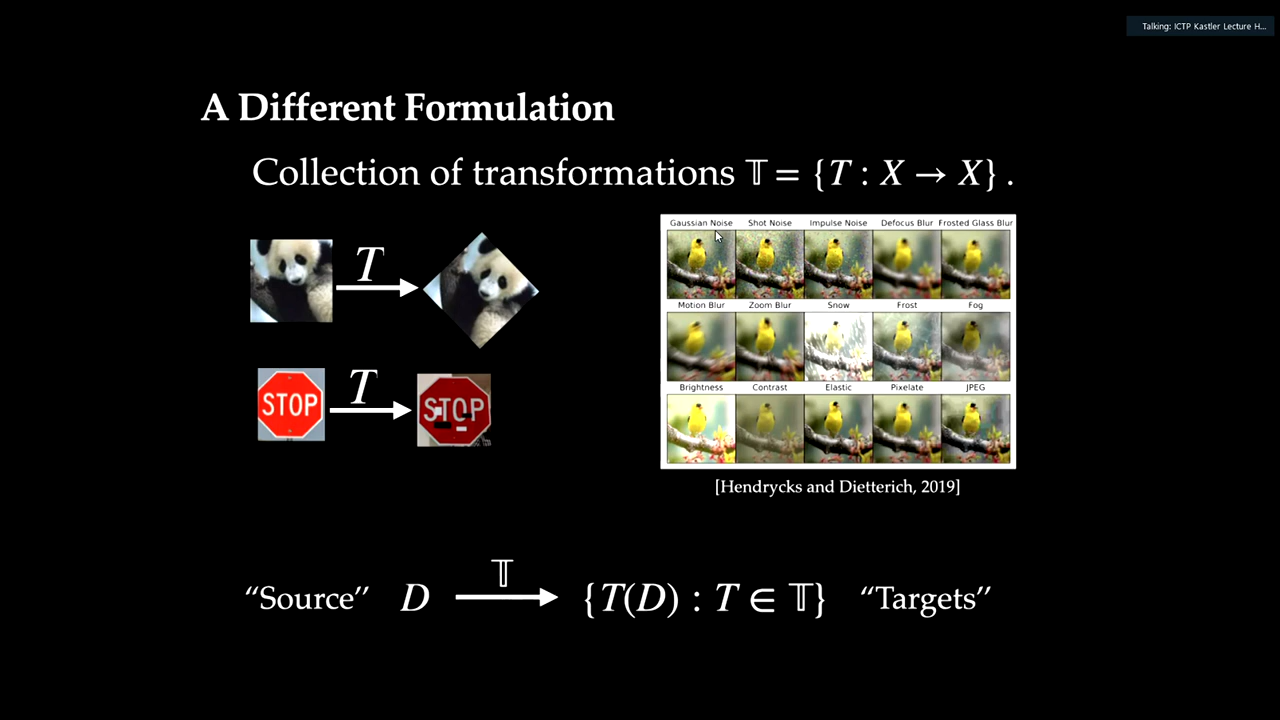 Talking: ICTP Kastler Lecture H...
A Different Formulation
Collection of transformations 𝕋 = {T : X → X} .
T
Gaussian Noise Shot Noise Impulse Noise Defocus Blur Frosted Glass Blur
Motion Blur Zoom Blur Snow Frost Fog
STOP T STOP
Brightness Contrast Elastic Pixelate JPEG
[Hendrycks and Dietterich, 2019]
𝕋
“Source” D → {T(D) : T ∈ 𝕋} “Targets”